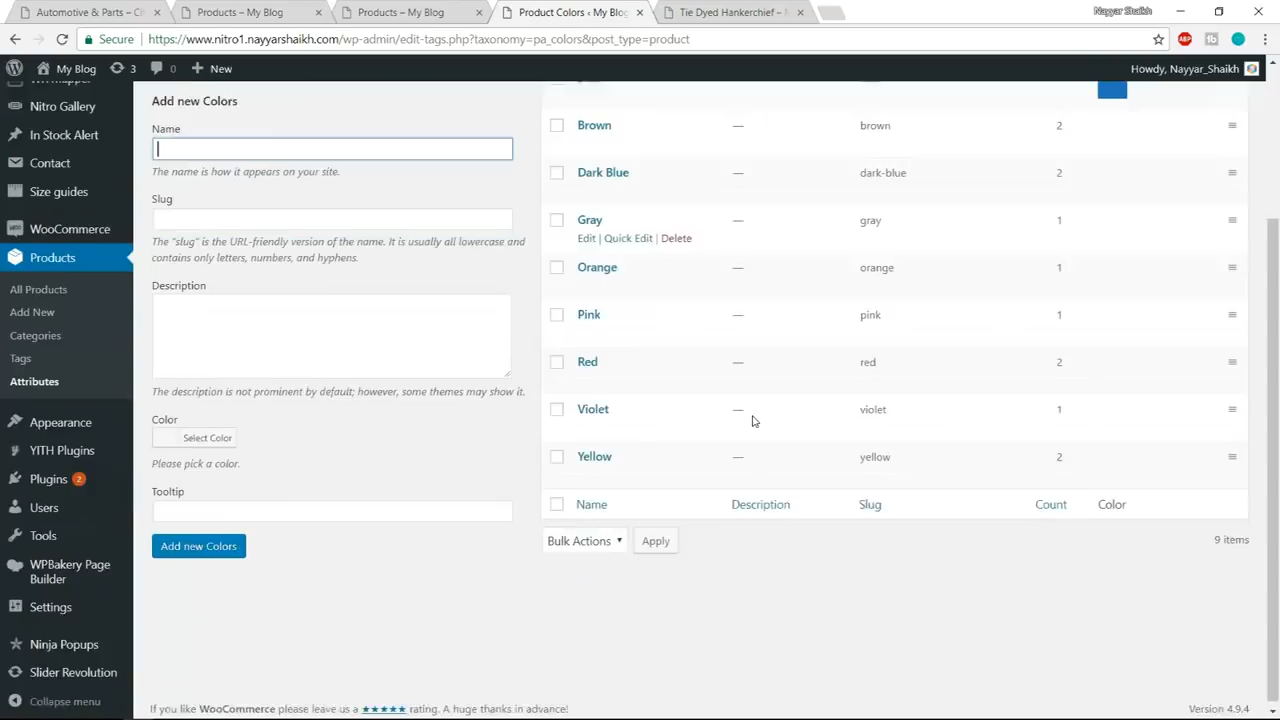 Automotive & Parts – Ch
Products – My Blog
Products – My Blog
Product Colors ‹ My Blog
Tie Dyed Hankerchief – M
Nayyar Shaikh
Secure
https://www.nitro1.nayyarshaikh.com/wp-admin/edit-tags.php?taxonomy=pa_colors&post_type=product
ABP
My Blog
3
0
New
Howdy, Nayyar_Shaikh
Nitro Gallery
In Stock Alert
Contact
Size guides
WooCommerce
Products
All Products
Add New
Categories
Tags
Attributes
Appearance
YITH Plugins
Plugins 2
Users
Tools
WPBakery Page
Builder
Settings
Ninja Popups
Slider Revolution
Collapse menu
Add new Colors
Name
The name is how it appears on your site.
Slug
The "slug" is the URL-friendly version of the name. It is usually all lowercase and
contains only letters, numbers, and hyphens.
Description
The description is not prominent by default; however, some themes may show it.
Color
Select Color
Please pick a color.
Tooltip
Add new Colors
Brown — brown 2
Dark Blue — dark-blue 2
Gray — gray 1
Edit | Quick Edit | Delete
Orange — orange 1
Pink — pink 1
Red — red 2
Violet — violet 1
Yellow — yellow 2
Name Description Slug Count Color
Bulk Actions
Apply
9 items
If you like WooCommerce please leave us a ★★★★★ rating. A huge thanks in advance!
Version 4.9.4